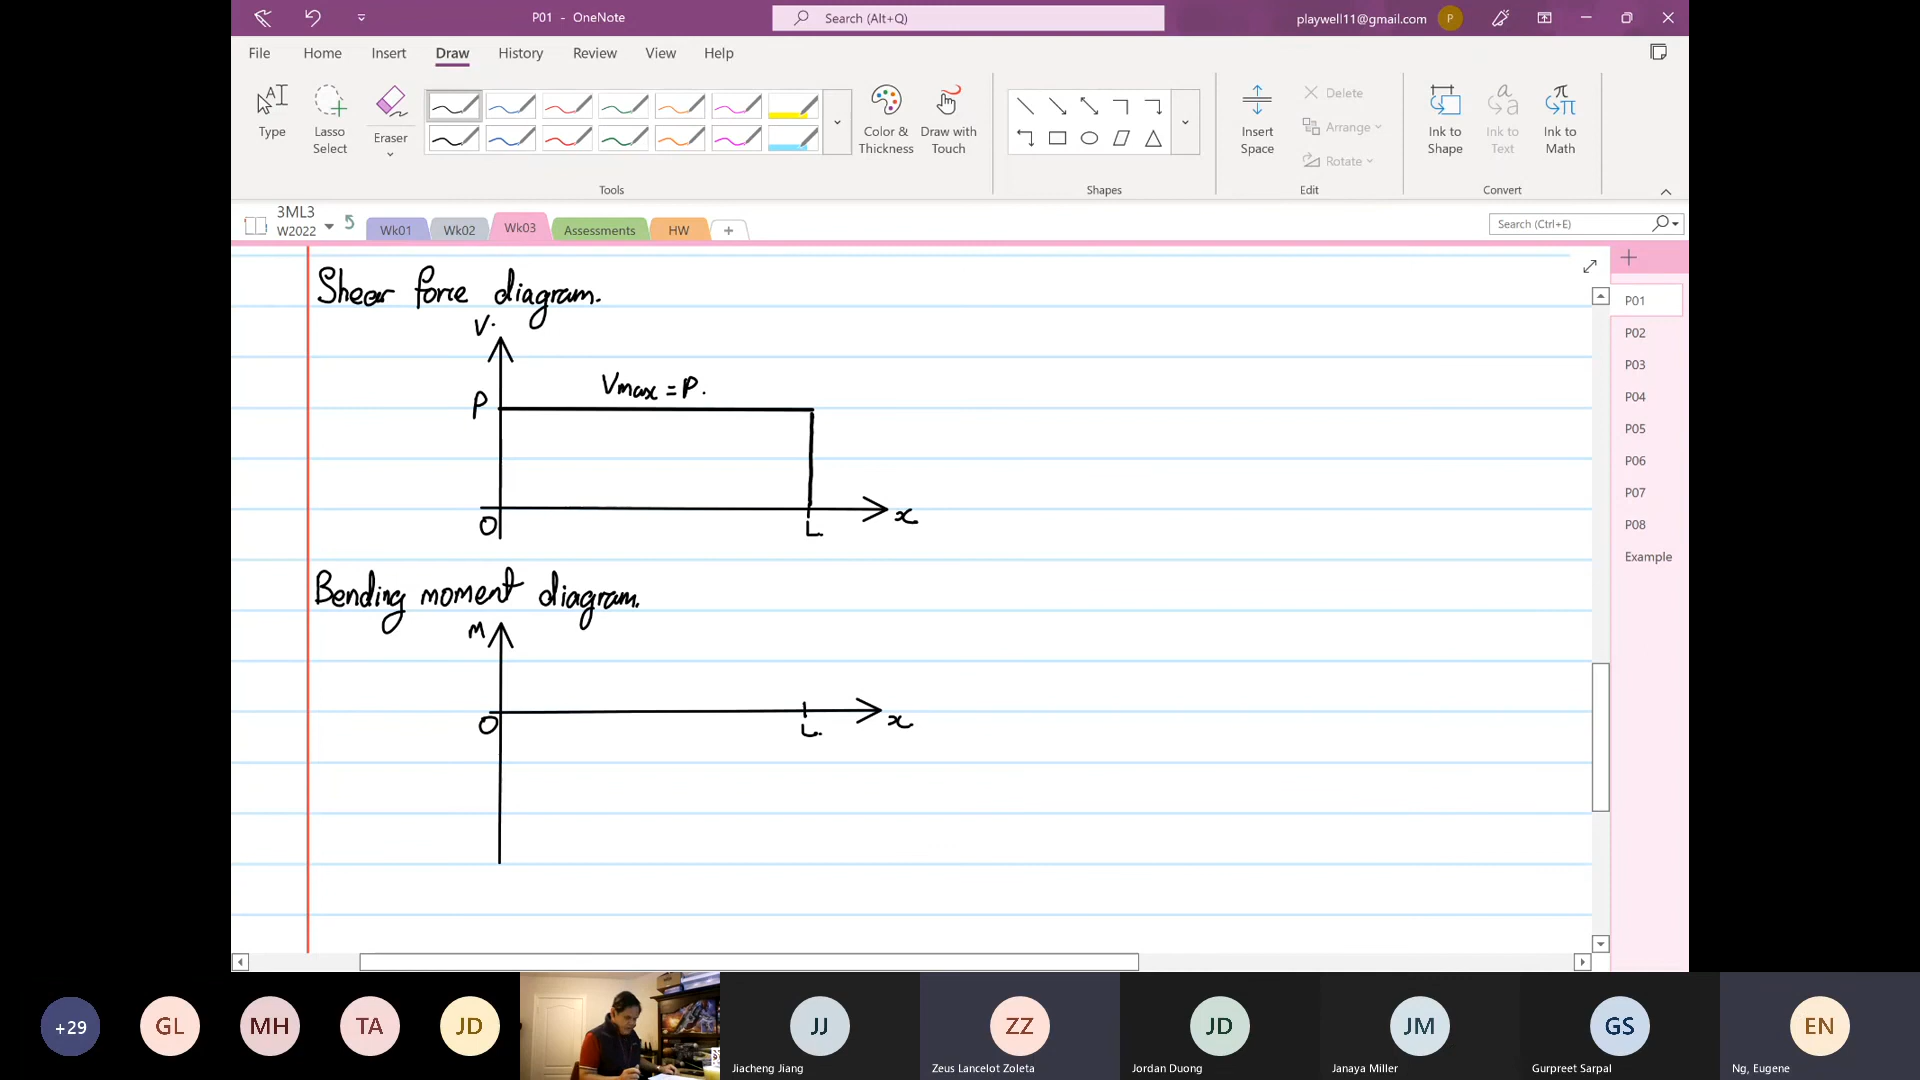 P01 - OneNote
Search (Alt+Q)
playwell11@gmail.com
P
File Home Insert Draw History Review View Help
Type
Lasso Select
Eraser
Color & Thickness
Draw with Touch
Insert Space
Delete
Arrange
Rotate
Ink to Shape
Ink to Text
Ink to Math
Tools
Shapes
Edit
Convert
3ML3
W2022
Wk01 Wk02 Wk03 Assessments HW +
Search (Ctrl+E)
Shear force diagram.
V.
Vmax = P.
P
O
L.
x
Bending moment diagram.
M
O
L.
x
P01
P02
P03
P04
P05
P06
P07
P08
Example
+29
GL
MH
TA
JD
JJ
Jiacheng Jiang
ZZ
Zeus Lancelot Zoleta
JD
Jordan Duong
JM
Janaya Miller
GS
Gurpreet Sarpal
EN
Ng, Eugene